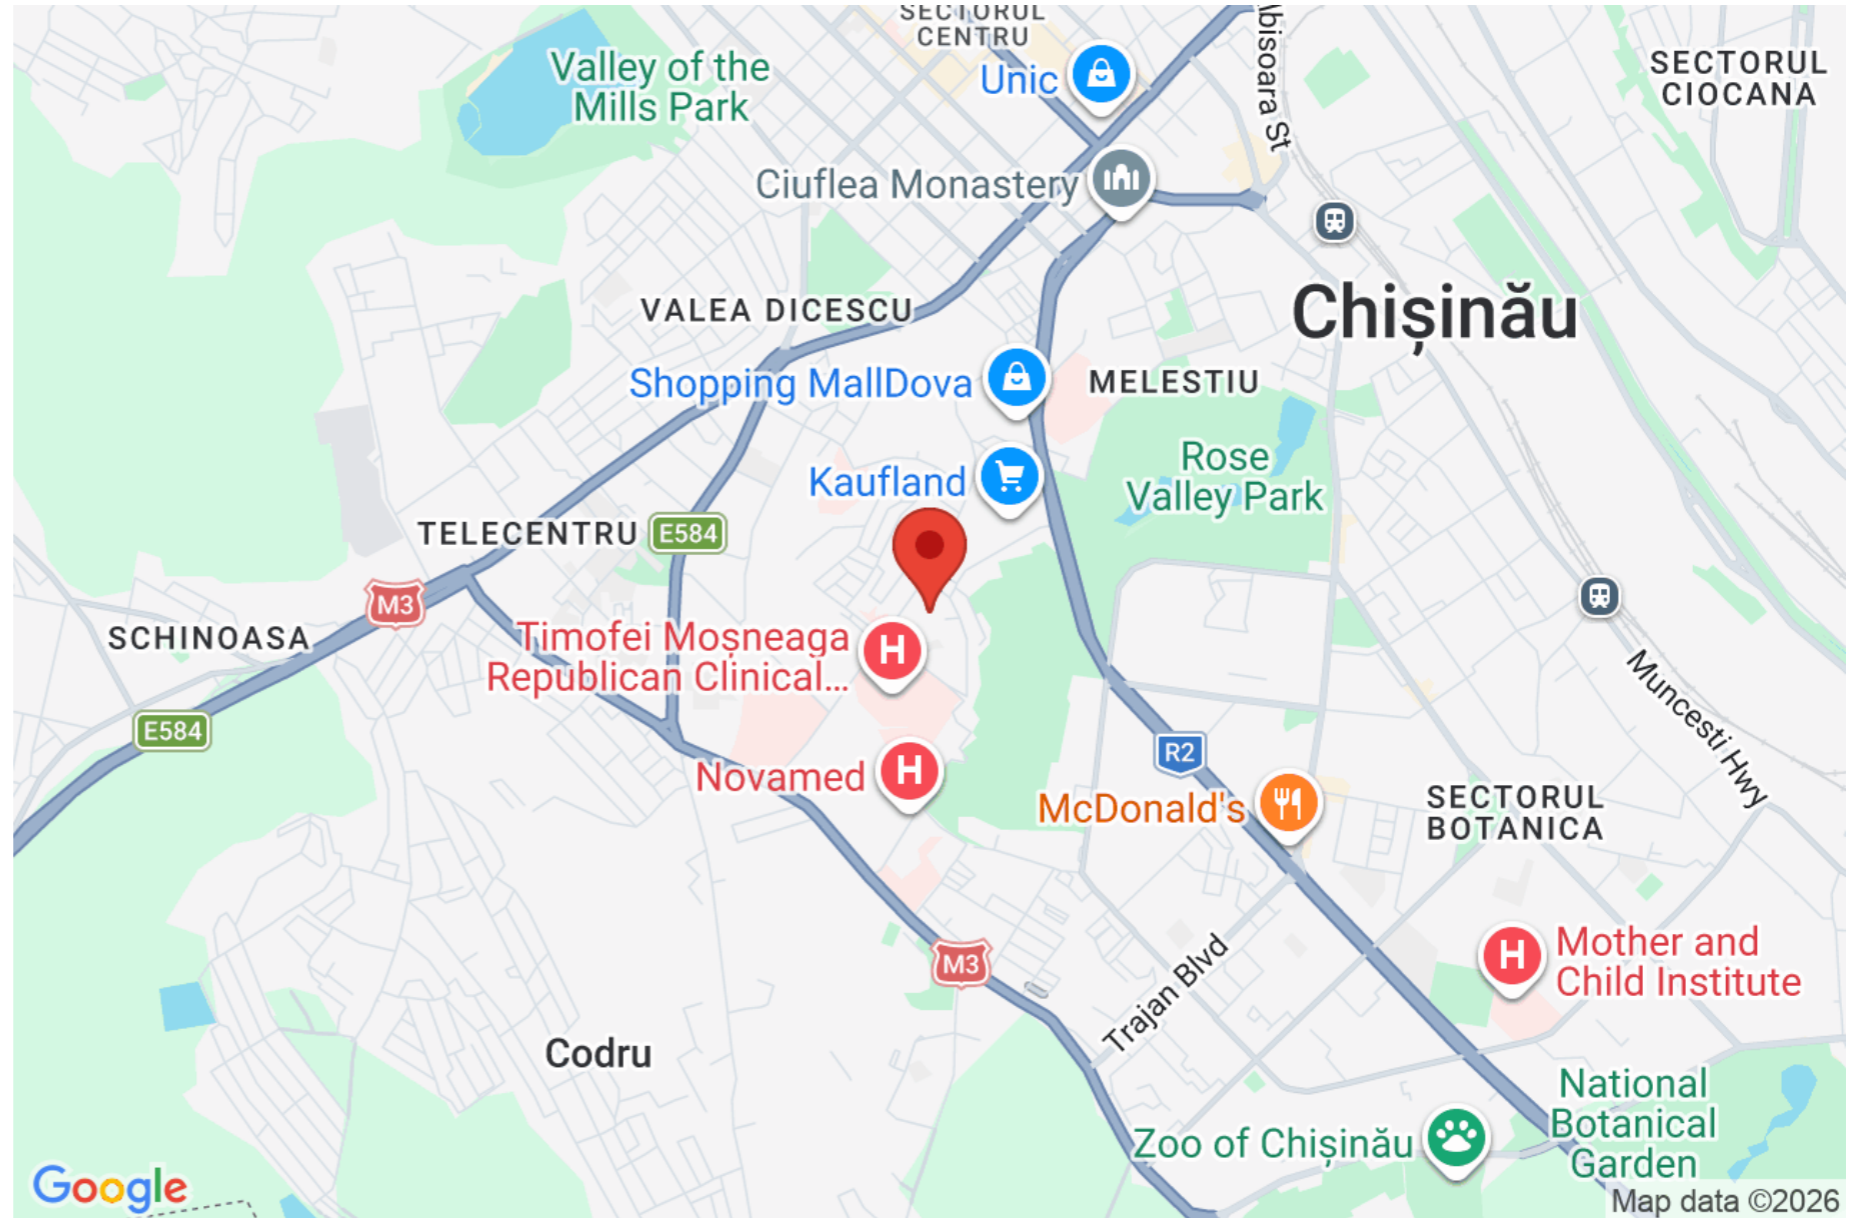 SECTORUL
CENTRU
Unic
Abisoara St
SECTORUL
CIOCANA
Valley of the
Mills Park
Ciuflea Monastery
Chișinău
VALEA DICESCU
Shopping MallDova
MELESTIU
Rose
Valley Park
Kaufland
TELECENTRU
E584
M3
SCHINOASA
Timofei Moșneaga
Republican Clinical...
H
E584
Muncesti Hwy
R2
Novamed
H
McDonald's
SECTORUL
BOTANICA
M3
Trajan Blvd
H
Mother and
Child Institute
Codru
National
Botanical
Garden
Zoo of Chișinău
Google
Map data ©2026